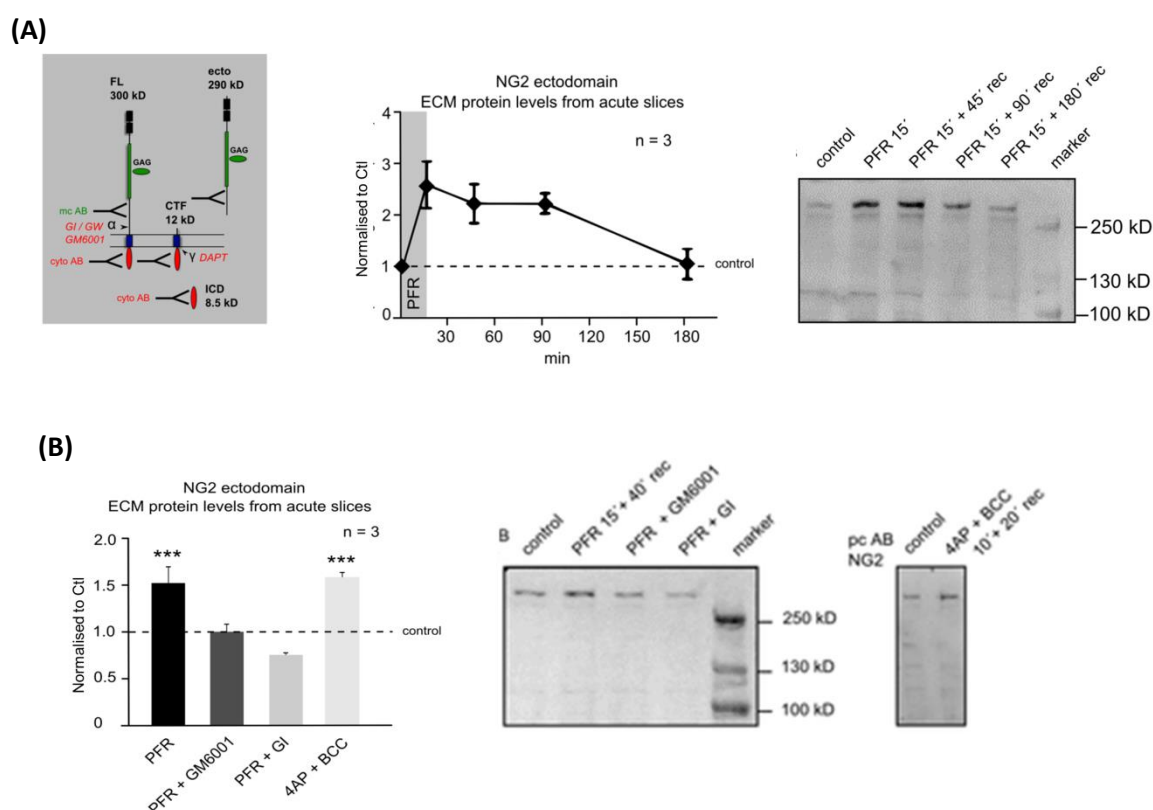 (A)
FL
300 kD
ecto
290 kD
GAG
GAG
mc AB
CTF
12 kD
GI / GW α
GM6001
cyto AB
γ DAPT
cyto AB
ICD
8.5 kD
NG2 ectodomain
ECM protein levels from acute slices
n = 3
Normalised to Ctl
4
3
2
1
0
PFR
control
30 60 90 120 150 180
min
control
PFR 15´
PFR 15´ + 45´ rec
PFR 15´ + 90´ rec
PFR 15´ + 180´ rec
marker
250 kD
130 kD
100 kD
(B)
NG2 ectodomain
ECM protein levels from acute slices
n = 3
Normalised to Ctl
2.0
1.5
1.0
0.5
0
***
***
control
PFR
PFR + GM6001
PFR + GI
4AP + BCC
B
control
PFR 15´+ 40´ rec
PFR + GM6001
PFR + GI
marker
250 kD
130 kD
100 kD
pc AB
NG2
control
4AP + BCC
10´+ 20´ rec